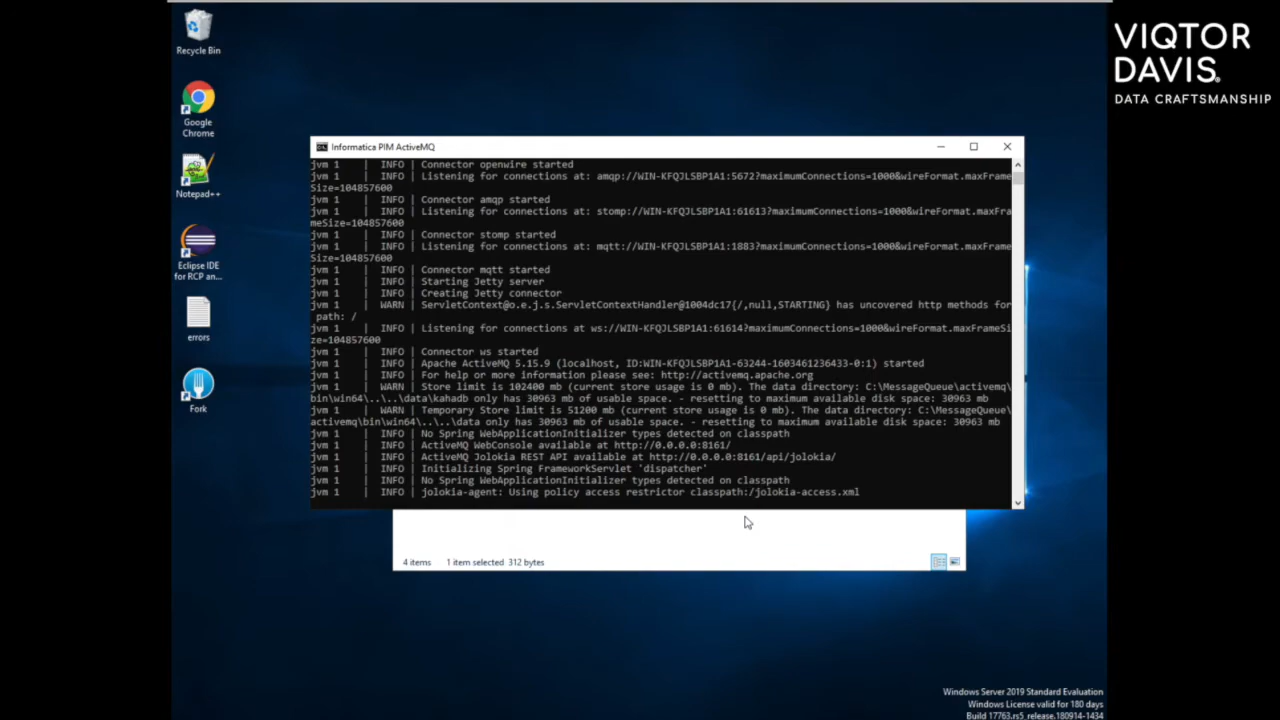 Recycle Bin
Google
Chrome
Notepad++
Eclipse IDE
for RCP an...
errors
Fork
VIQTOR
DAVIS.
DATA CRAFTSMANSHIP
Informatica PIM ActiveMQ
jvm 1 | INFO | Connector openwire started
jvm 1 | INFO | Listening for connections at: amqp://WIN-KFQJLSBP1A1:5672?maximumConnections=1000&wireFormat.maxFrame
Size=104857600
jvm 1 | INFO | Connector amqp started
jvm 1 | INFO | Listening for connections at: stomp://WIN-KFQJLSBP1A1:61613?maximumConnections=1000&wireFormat.maxFra
meSize=104857600
jvm 1 | INFO | Connector stomp started
jvm 1 | INFO | Listening for connections at: mqtt://WIN-KFQJLSBP1A1:1883?maximumConnections=1000&wireFormat.maxFrame
Size=104857600
jvm 1 | INFO | Connector mqtt started
jvm 1 | INFO | Starting Jetty server
jvm 1 | INFO | Creating Jetty connector
jvm 1 | WARN | ServletContext@o.e.j.s.ServletContextHandler@1004dc17{/,null,STARTING} has uncovered http methods for
path: /
jvm 1 | INFO | Listening for connections at ws://WIN-KFQJLSBP1A1:61614?maximumConnections=1000&wireFormat.maxFrameSi
ze=104857600
jvm 1 | INFO | Connector ws started
jvm 1 | INFO | Apache ActiveMQ 5.15.9 (localhost, ID:WIN-KFQJLSBP1A1-63244-1603461236433-0:1) started
jvm 1 | INFO | For help or more information please see: http://activemq.apache.org
jvm 1 | WARN | Store limit is 102400 mb (current store usage is 0 mb). The data directory: C:\MessageQueue\activemq\
bin\win64\..\..\data\kahadb only has 30963 mb of usable space. - resetting to maximum available disk space: 30963 mb
jvm 1 | WARN | Temporary Store limit is 51200 mb (current store usage is 0 mb). The data directory: C:\MessageQueue\
activemq\bin\win64\..\..\data only has 30963 mb of usable space. - resetting to maximum available disk space: 30963 mb
jvm 1 | INFO | No Spring WebApplicationInitializer types detected on classpath
jvm 1 | INFO | ActiveMQ WebConsole available at http://0.0.0.0:8161/
jvm 1 | INFO | ActiveMQ Jolokia REST API available at http://0.0.0.0:8161/api/jolokia/
jvm 1 | INFO | Initializing Spring FrameworkServlet 'dispatcher'
jvm 1 | INFO | No Spring WebApplicationInitializer types detected on classpath
jvm 1 | INFO | jolokia-agent: Using policy access restrictor classpath:/jolokia-access.xml
4 items 1 item selected 312 bytes
Windows Server 2019 Standard Evaluation
Windows License valid for 180 days
Build 17763.rs5_release.180914-1434